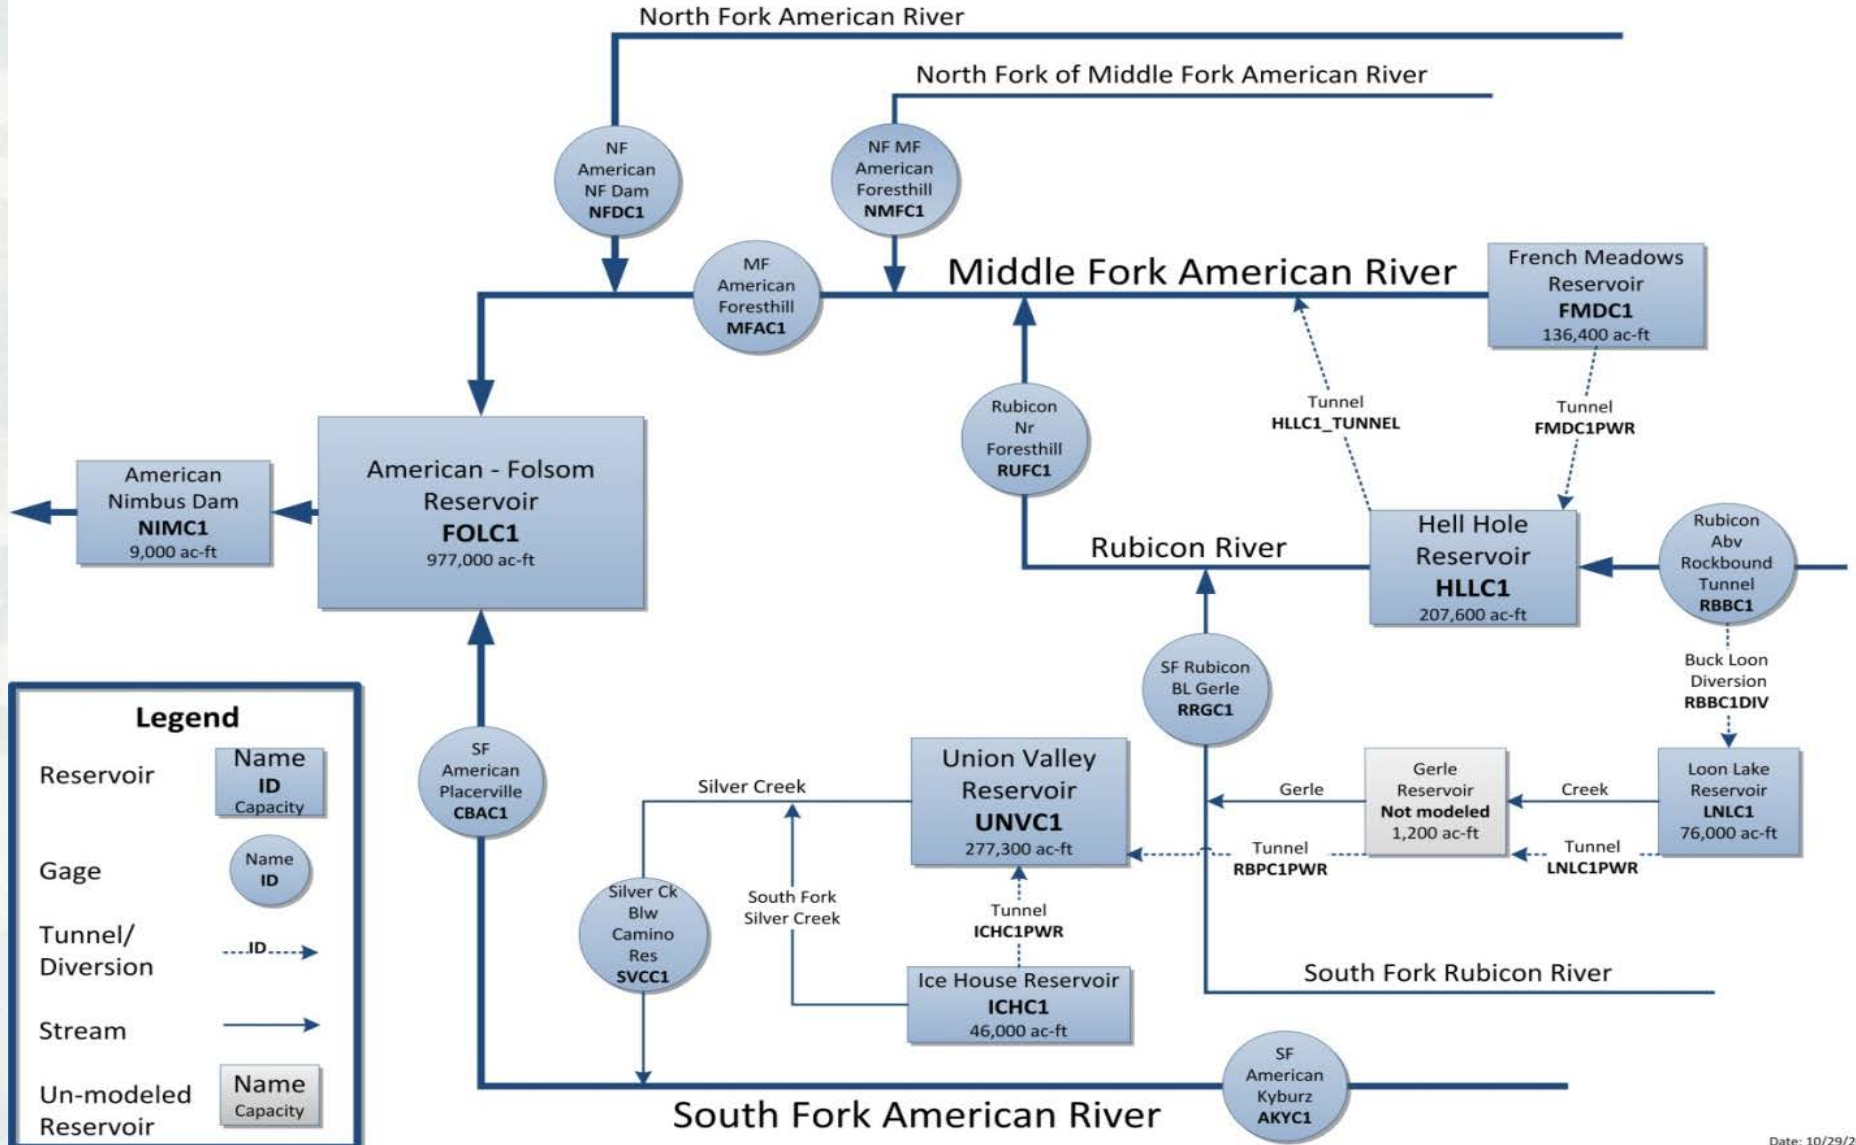 North Fork American River
North Fork of Middle Fork American River
NF
American
NF Dam
NFDC1
NF MF
American
Foresthill
NMFC1
MF
American
Foresthill
MFAC1
Middle Fork American River
French Meadows
Reservoir
FMDC1
136,400 ac-ft
Tunnel
HLLC1_TUNNEL
Tunnel
FMDC1PWR
Rubicon
Nr
Foresthill
RUFC1
American
Nimbus Dam
NIMC1
9,000 ac-ft
American - Folsom
Reservoir
FOLC1
977,000 ac-ft
Rubicon River
Hell Hole
Reservoir
HLLC1
207,600 ac-ft
Rubicon
Abv
Rockbound
Tunnel
RBBC1
Buck Loon
Diversion
RBBC1DIV
SF Rubicon
BL Gerle
RRGC1
SF
American
Placerville
CBAC1
Silver Creek
Union Valley
Reservoir
UNVC1
277,300 ac-ft
Gerle
Gerle
Reservoir
Not modeled
1,200 ac-ft
Creek
Loon Lake
Reservoir
LNLC1
76,000 ac-ft
Tunnel
RBPC1PWR
Tunnel
LNLC1PWR
Silver Ck
Blw
Camino
Res
SVCC1
South Fork
Silver Creek
Tunnel
ICHC1PWR
Ice House Reservoir
ICHC1
46,000 ac-ft
South Fork Rubicon River
SF
American
Kyburz
AKYC1
South Fork American River
Legend
Reservoir
Name
ID
Capacity
Gage
Name
ID
Tunnel/
Diversion
ID
Stream
Un-modeled
Reservoir
Name
Capacity
Date: 10/29/2